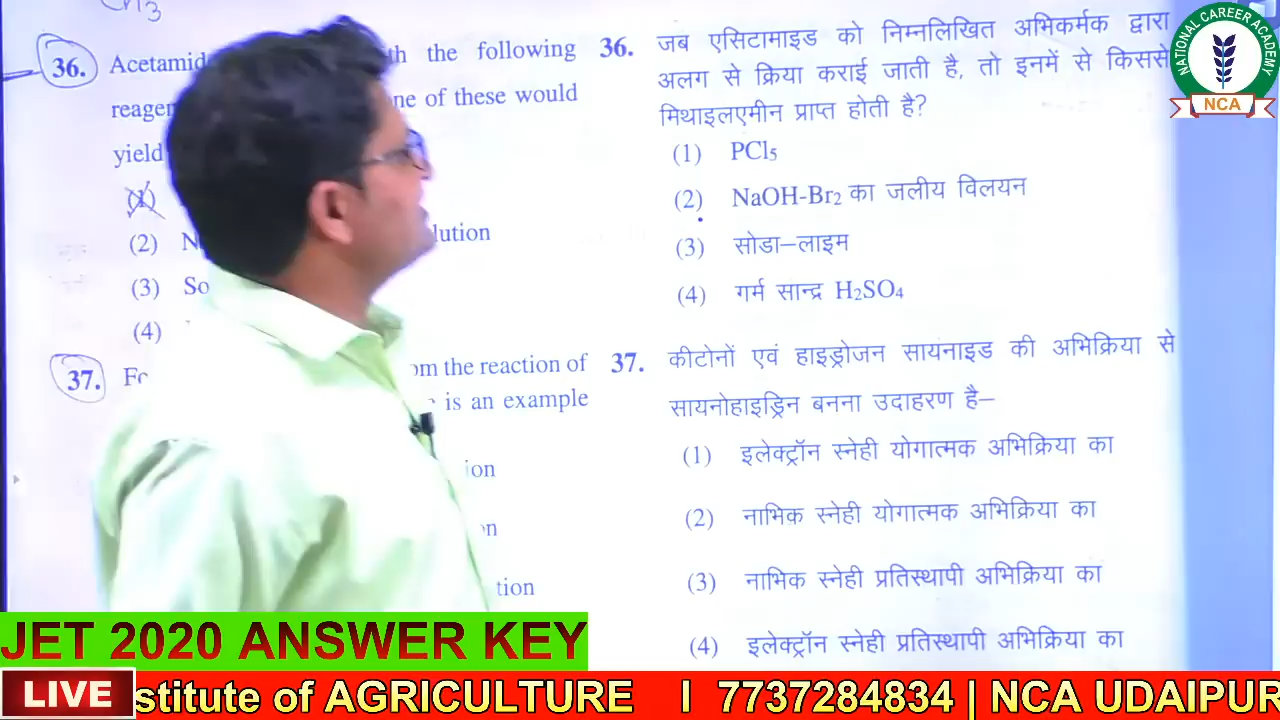 36. Acetamid th the following
reager ne of these would
yield
(1)
(2) N lution
(3) So
(4)
37. Fo om the reaction of
is an example
ion
n
tion
36. जब एसिटामाइड को निम्नलिखित अभिकर्मक द्वारा
अलग से क्रिया कराई जाती है, तो इनमें से किससे
मिथाइलएमीन प्राप्त होती है?
(1) PCl5
(2) NaOH-Br2 का जलीय विलयन
(3) सोडा–लाइम
(4) गर्म सान्द्र H2SO4
37. कीटोनों एवं हाइड्रोजन सायनाइड की अभिक्रिया से
सायनोहाइड्रिन बनना उदाहरण है–
(1) इलेक्ट्रॉन स्नेही योगात्मक अभिक्रिया का
(2) नाभिक स्नेही योगात्मक अभिक्रिया का
(3) नाभिक स्नेही प्रतिस्थापी अभिक्रिया का
(4) इलेक्ट्रॉन स्नेही प्रतिस्थापी अभिक्रिया का
NATIONAL CAREER ACADEMY
NCA
JET 2020 ANSWER KEY
LIVE stitute of AGRICULTURE I 7737284834 | NCA UDAIPUR